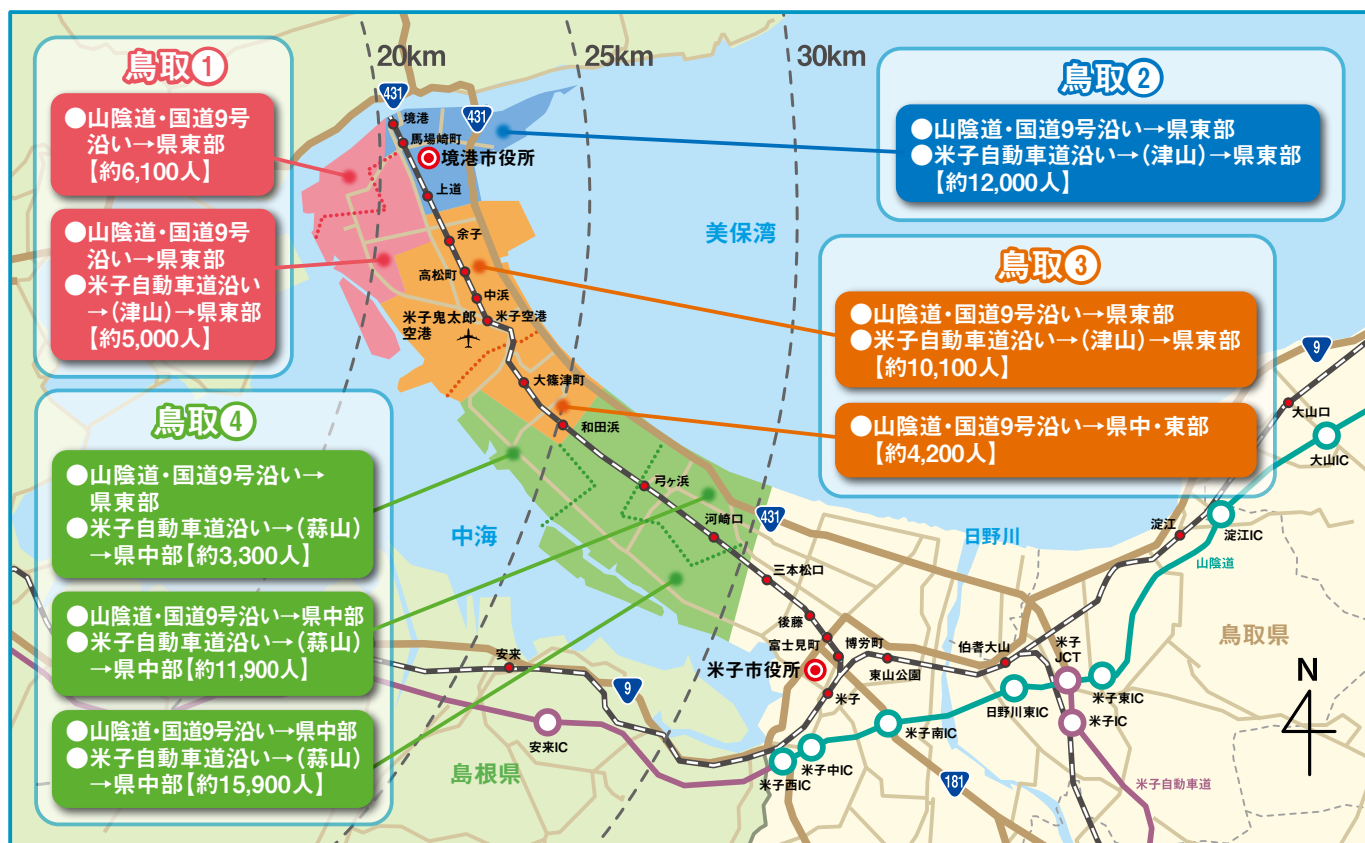 20km
25km
30km
鳥取①
●山陰道・国道9号
沿い→県東部
【約6,100人】
●山陰道・国道9号
沿い→県東部
●米子自動車道沿い
→(津山)→県東部
【約5,000人】
鳥取②
●山陰道・国道9号沿い→県東部
●米子自動車道沿い→(津山)→県東部
【約12,000人】
鳥取③
●山陰道・国道9号沿い→県東部
●米子自動車道沿い→(津山)→県東部
【約10,100人】
●山陰道・国道9号沿い→県中・東部
【約4,200人】
鳥取④
●山陰道・国道9号沿い→
県東部
●米子自動車道沿い→(蒜山)
→県中部【約3,300人】
●山陰道・国道9号沿い→県中部
●米子自動車道沿い→(蒜山)
→県中部【約11,900人】
●山陰道・国道9号沿い→県中部
●米子自動車道沿い→(蒜山)
→県中部【約15,900人】
431
431
境港
馬場崎町
境港市役所
上道
余子
高松町
中浜
米子鬼太郎
空港
米子空港
大篠津町
和田浜
弓ヶ浜
河崎口
431
三本松口
後藤
富士見町
博労町
米子市役所
東山公園
伯耆大山
米子
美保湾
中海
日野川
9
大山口
大山IC
淀江
淀江IC
山陰道
鳥取県
米子
JCT
米子東IC
日野川東IC
米子IC
米子南IC
米子中IC
米子西IC
181
米子自動車道
安来
9
安来IC
島根県
N